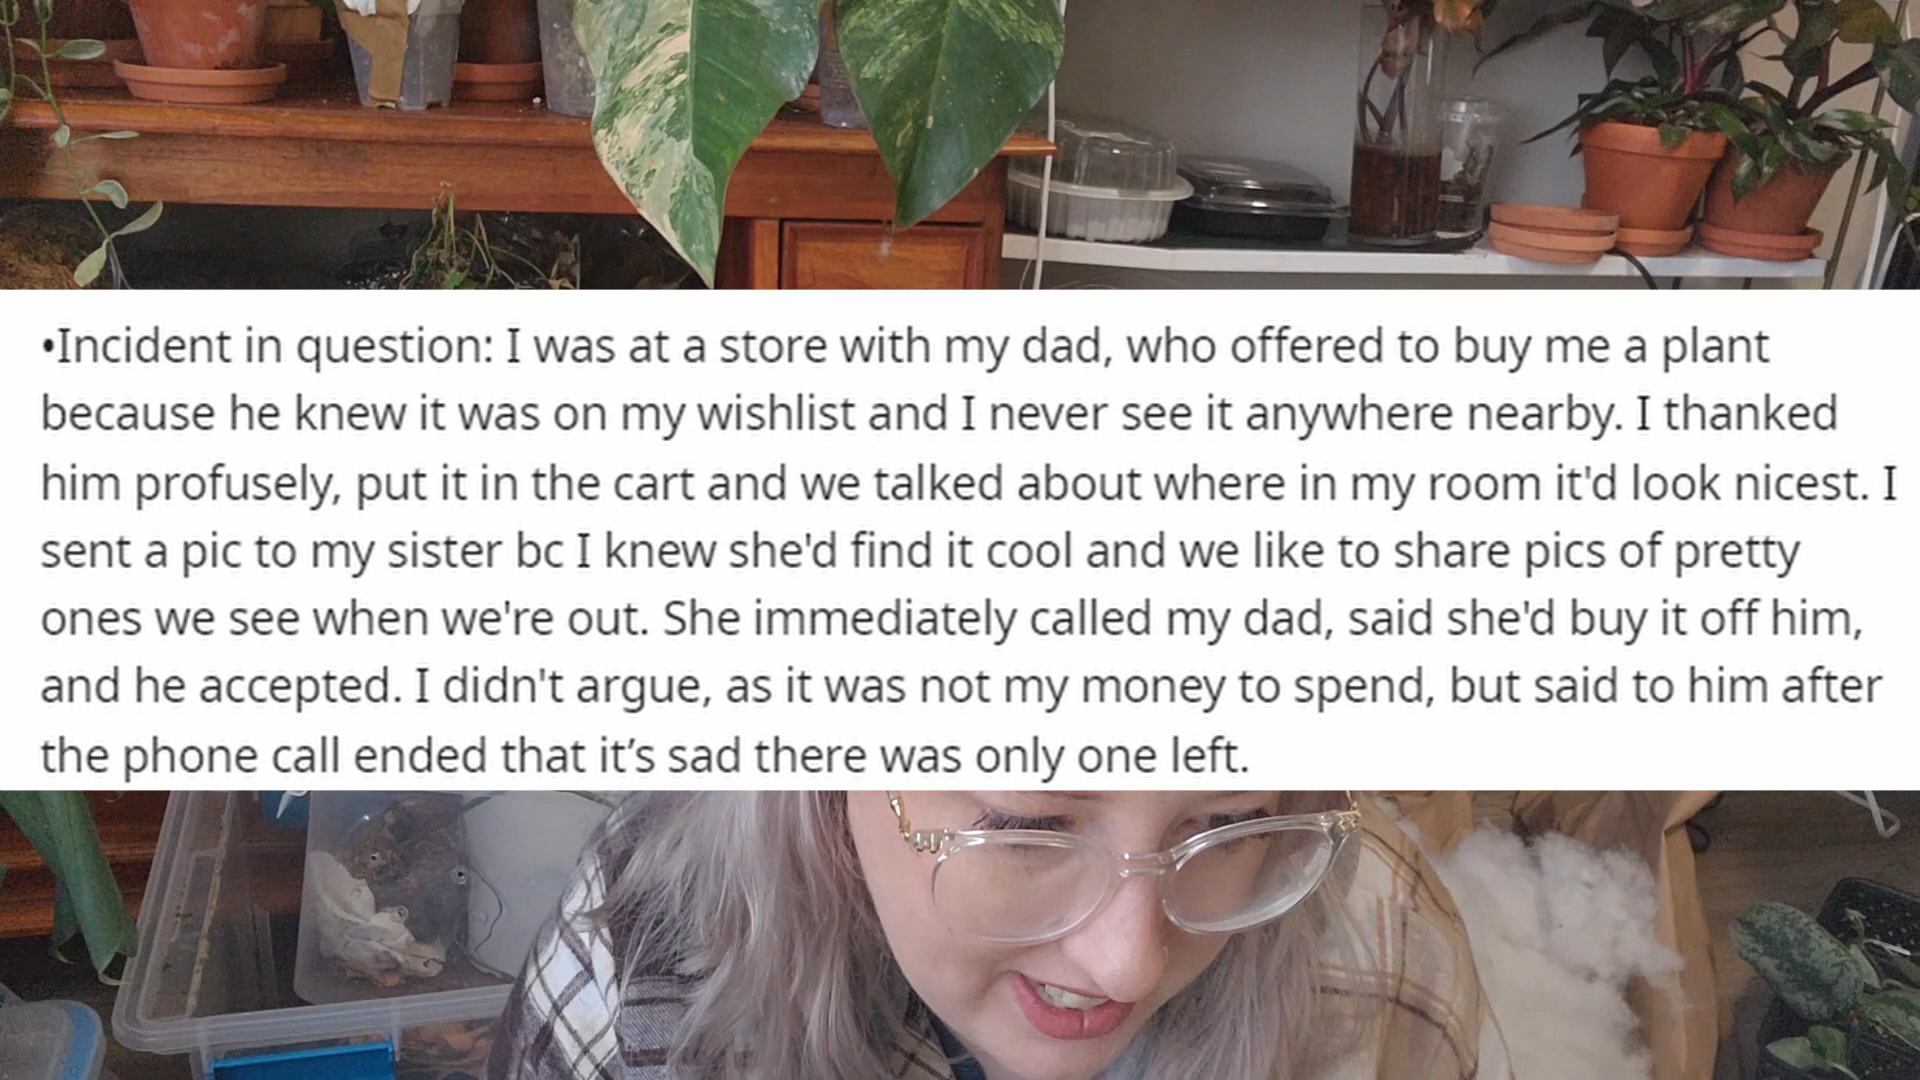 •Incident in question: I was at a store with my dad, who offered to buy me a plant
because he knew it was on my wishlist and I never see it anywhere nearby. I thanked
him profusely, put it in the cart and we talked about where in my room it'd look nicest. I
sent a pic to my sister bc I knew she'd find it cool and we like to share pics of pretty
ones we see when we're out. She immediately called my dad, said she'd buy it off him,
and he accepted. I didn't argue, as it was not my money to spend, but said to him after
the phone call ended that it’s sad there was only one left.